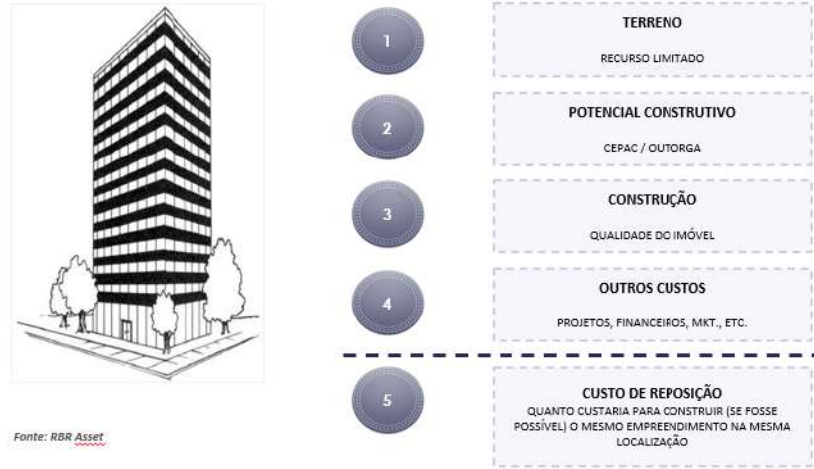 1
TERRENO
RECURSO LIMITADO
2
POTENCIAL CONSTRUTIVO
CEPAC / OUTORGA
3
CONSTRUÇÃO
QUALIDADE DO IMÓVEL
4
OUTROS CUSTOS
PROJETOS, FINANCEIROS, MKT., ETC.
5
CUSTO DE REPOSIÇÃO
QUANTO CUSTARIA PARA CONSTRUIR (SE FOSSE
POSSÍVEL) O MESMO EMPREENDIMENTO NA MESMA
LOCALIZAÇÃO
Fonte: RBR Asset